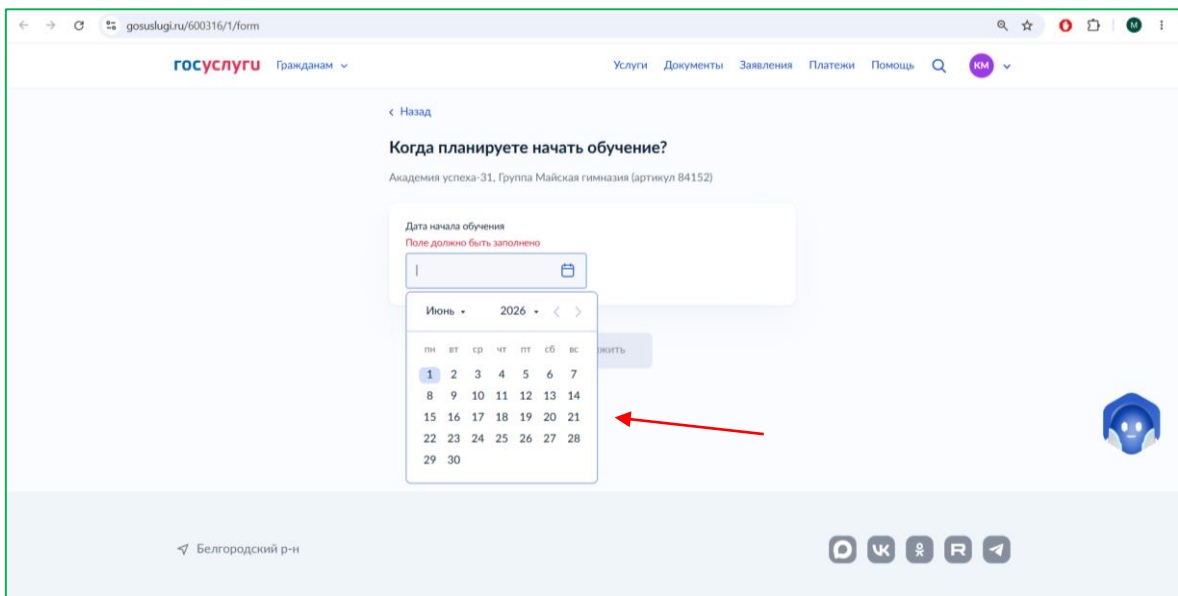 gosuslugi.ru/600316/1/form
М
госуслуги Гражданам Услуги Документы Заявления Платежи Помощь КМ
Назад
Когда планируете начать обучение?
Академия успеха-31, Группа Майская гимназия (артикул 84152)
Дата начала обучения
Поле должно быть заполнено
Июнь 2026
пн вт ср чт пт сб вс
жить
1 2 3 4 5 6 7
8 9 10 11 12 13 14
15 16 17 18 19 20 21
22 23 24 25 26 27 28
29 30
Белгородский р-н